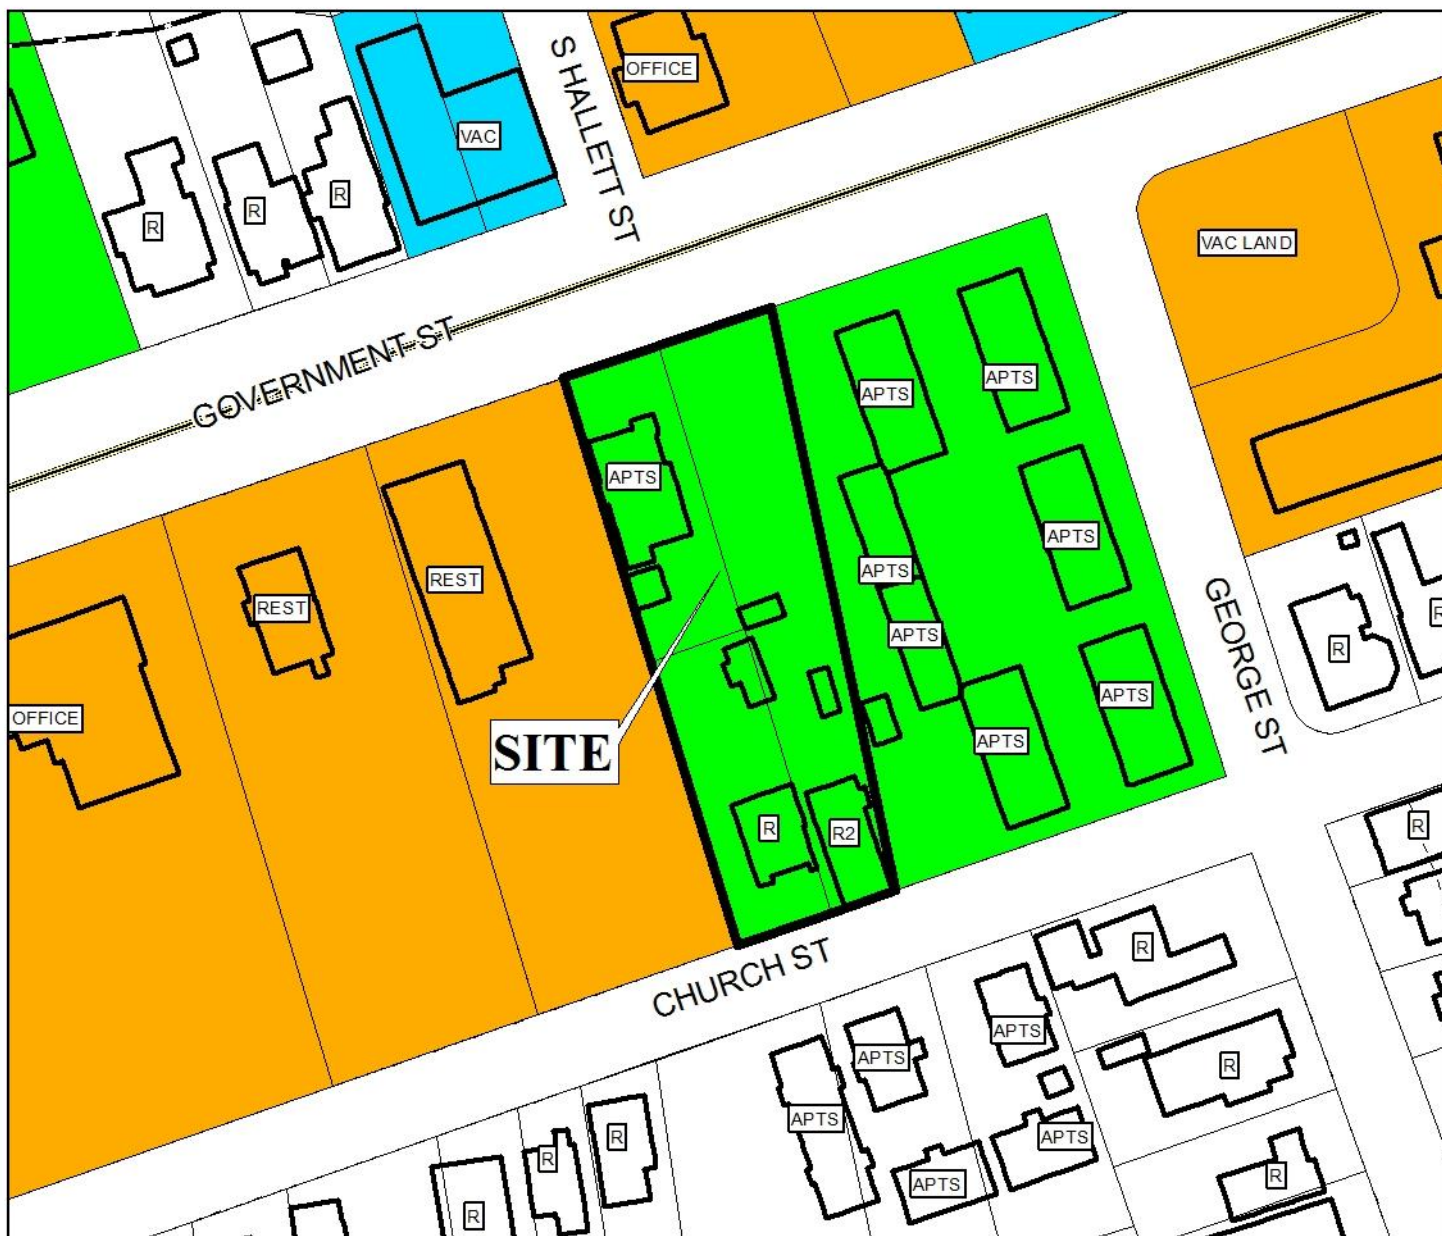 S HALLETT ST
OFFICE
VAC
R
R
R
VAC LAND
GOVERNMENT ST
APTS
APTS
APTS
REST
REST
APTS
APTS
APTS
APTS
APTS
OFFICE
SITE
GEORGE ST
R
R
R2
R
R
CHURCH ST
R
APTS
APTS
R
APTS
APTS
APTS
R
R
R
R